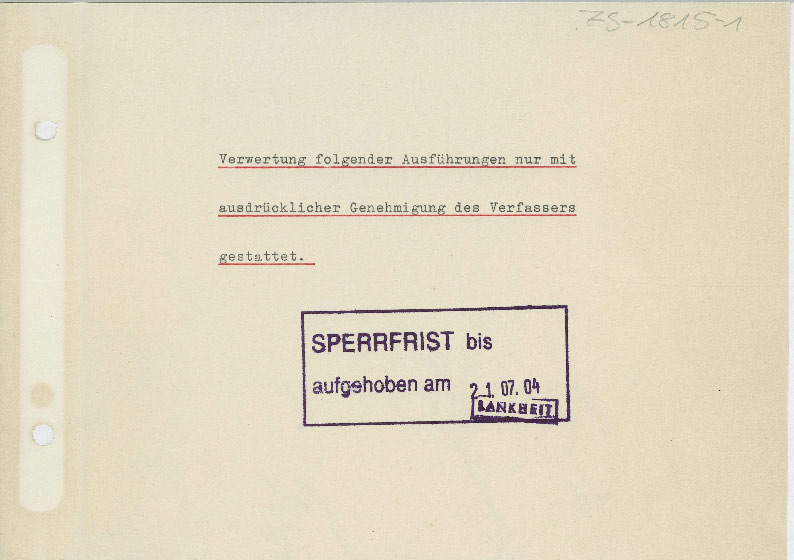 ZS-1815-1
Verwertung folgender Ausführungen nur mit
ausdrücklicher Genehmigung des Verfassers
gestattet.
SPERRFRIST bis
aufgehoben am 21.07.04
LANKHEIT